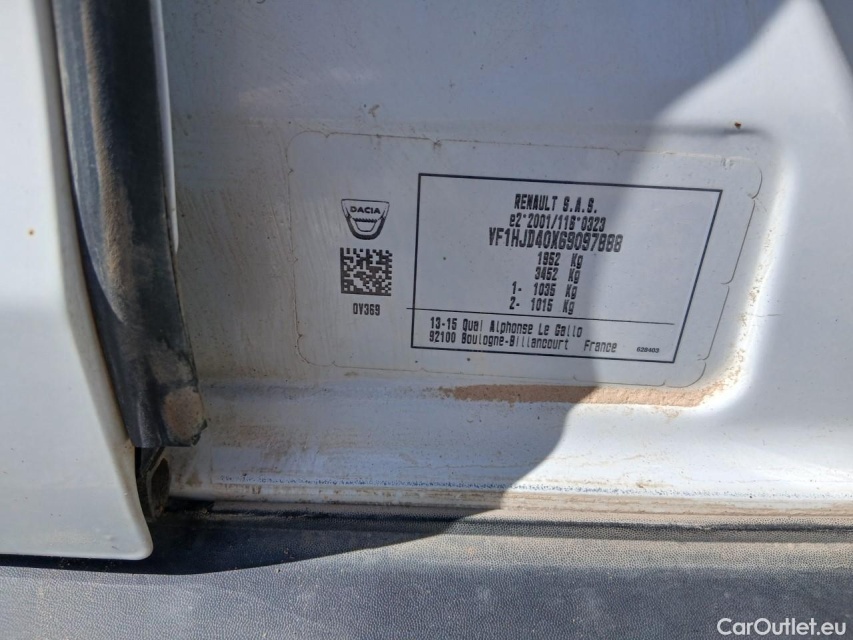 DACIA
0V369
RENAULT S.A.S.
e2*2001/116*0323
VF1HJD40X69097888
1952 Kg
3452 Kg
1- 1035 Kg
2- 1015 Kg
13-15 Quai Alphonse Le Gallo
92100 Boulogne-Billancourt France
CarOutlet.eu